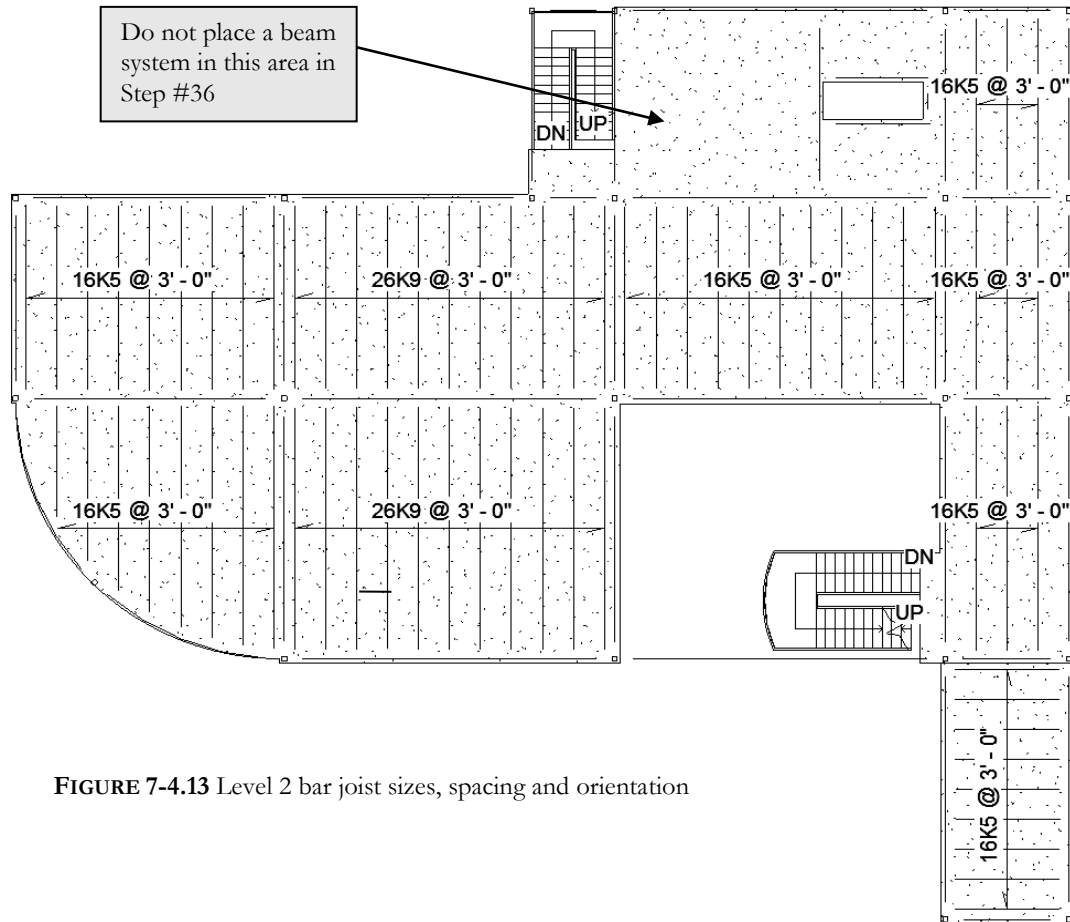 Do not place a beam
system in this area in
Step #36
DN
UP
16K5 @ 3' - 0"
16K5 @ 3' - 0"
26K9 @ 3' - 0"
16K5 @ 3' - 0"
16K5 @ 3' - 0"
16K5 @ 3' - 0"
26K9 @ 3' - 0"
16K5 @ 3' - 0"
DN
UP
16K5 @ 3' - 0"
FIGURE 7-4.13 Level 2 bar joist sizes, spacing and orientation